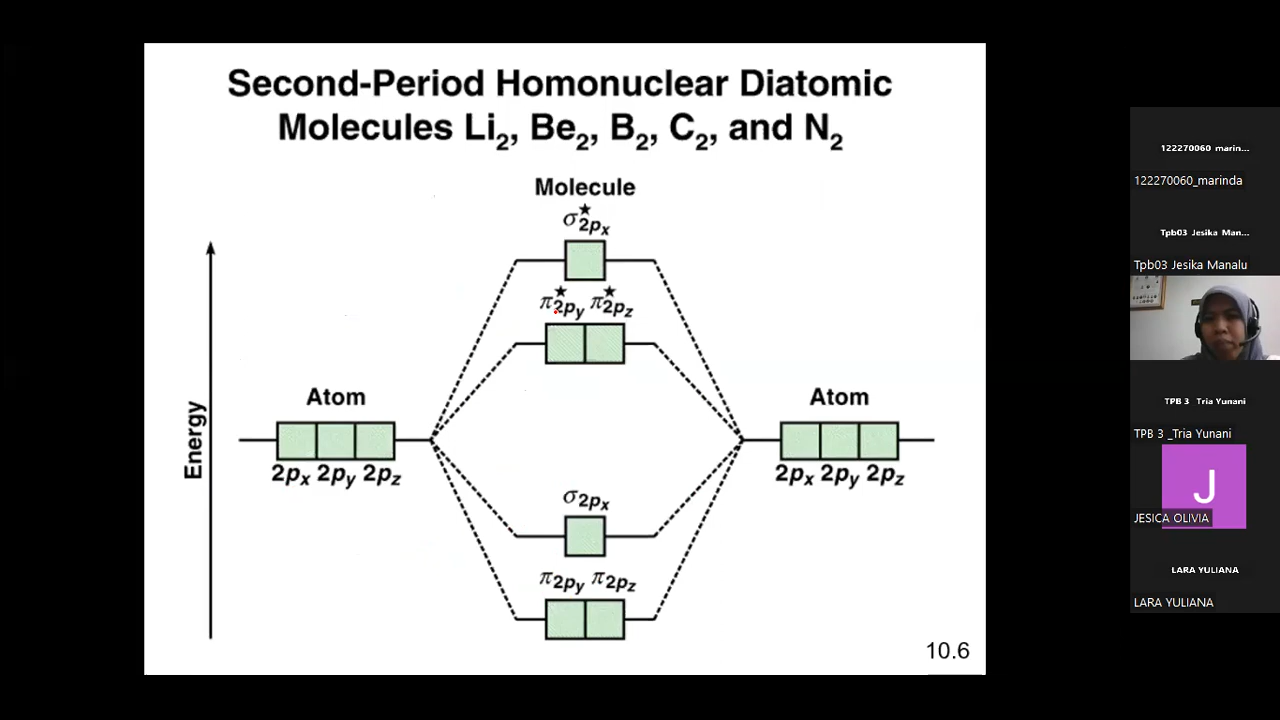 Second-Period Homonuclear Diatomic
Molecules Li₂, Be₂, B₂, C₂, and N₂
Molecule
σ★2pₓ
π★2py π★2pz
Atom
Atom
Energy
2pₓ 2py 2pz
2pₓ 2py 2pz
σ2pₓ
π2py π2pz
10.6
122270060 marin...
122270060_marinda
Tpb03 Jesika Man...
Tpb03 Jesika Manalu
TPB 3 Tria Yunani
TPB 3 _Tria Yunani
J
JESICA OLIVIA
LARA YULIANA
LARA YULIANA